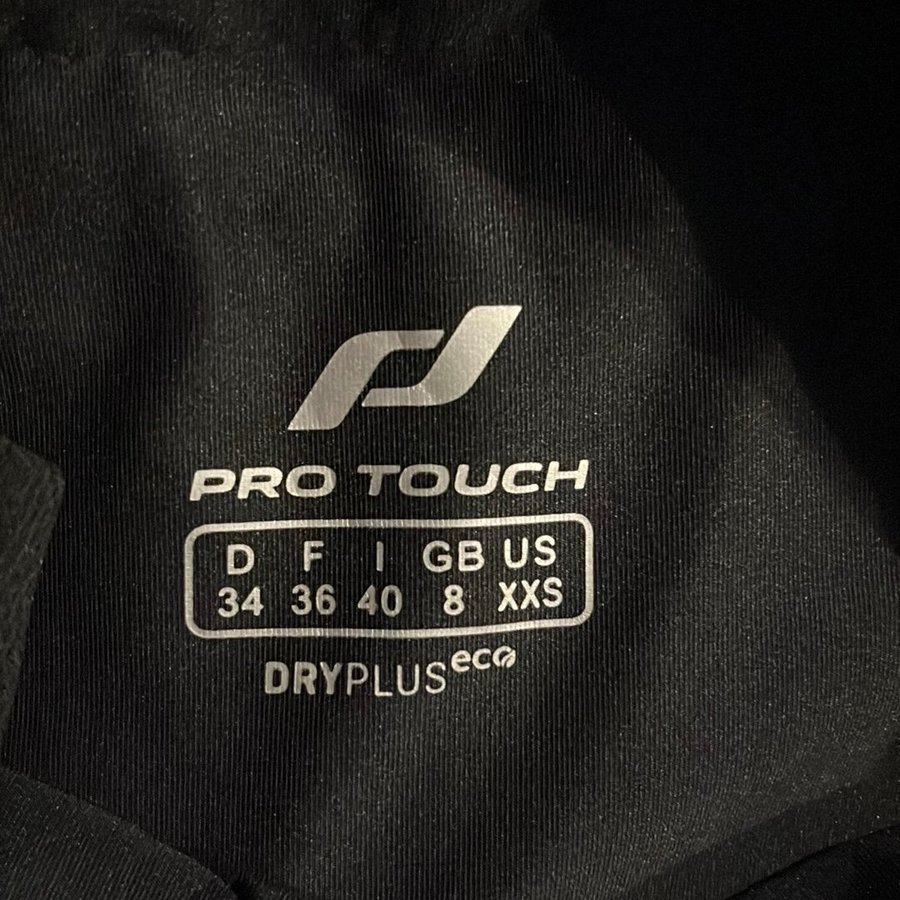 PRO TOUCH
D F I GB US
34 36 40 8 XXS
DRYPLUS eco